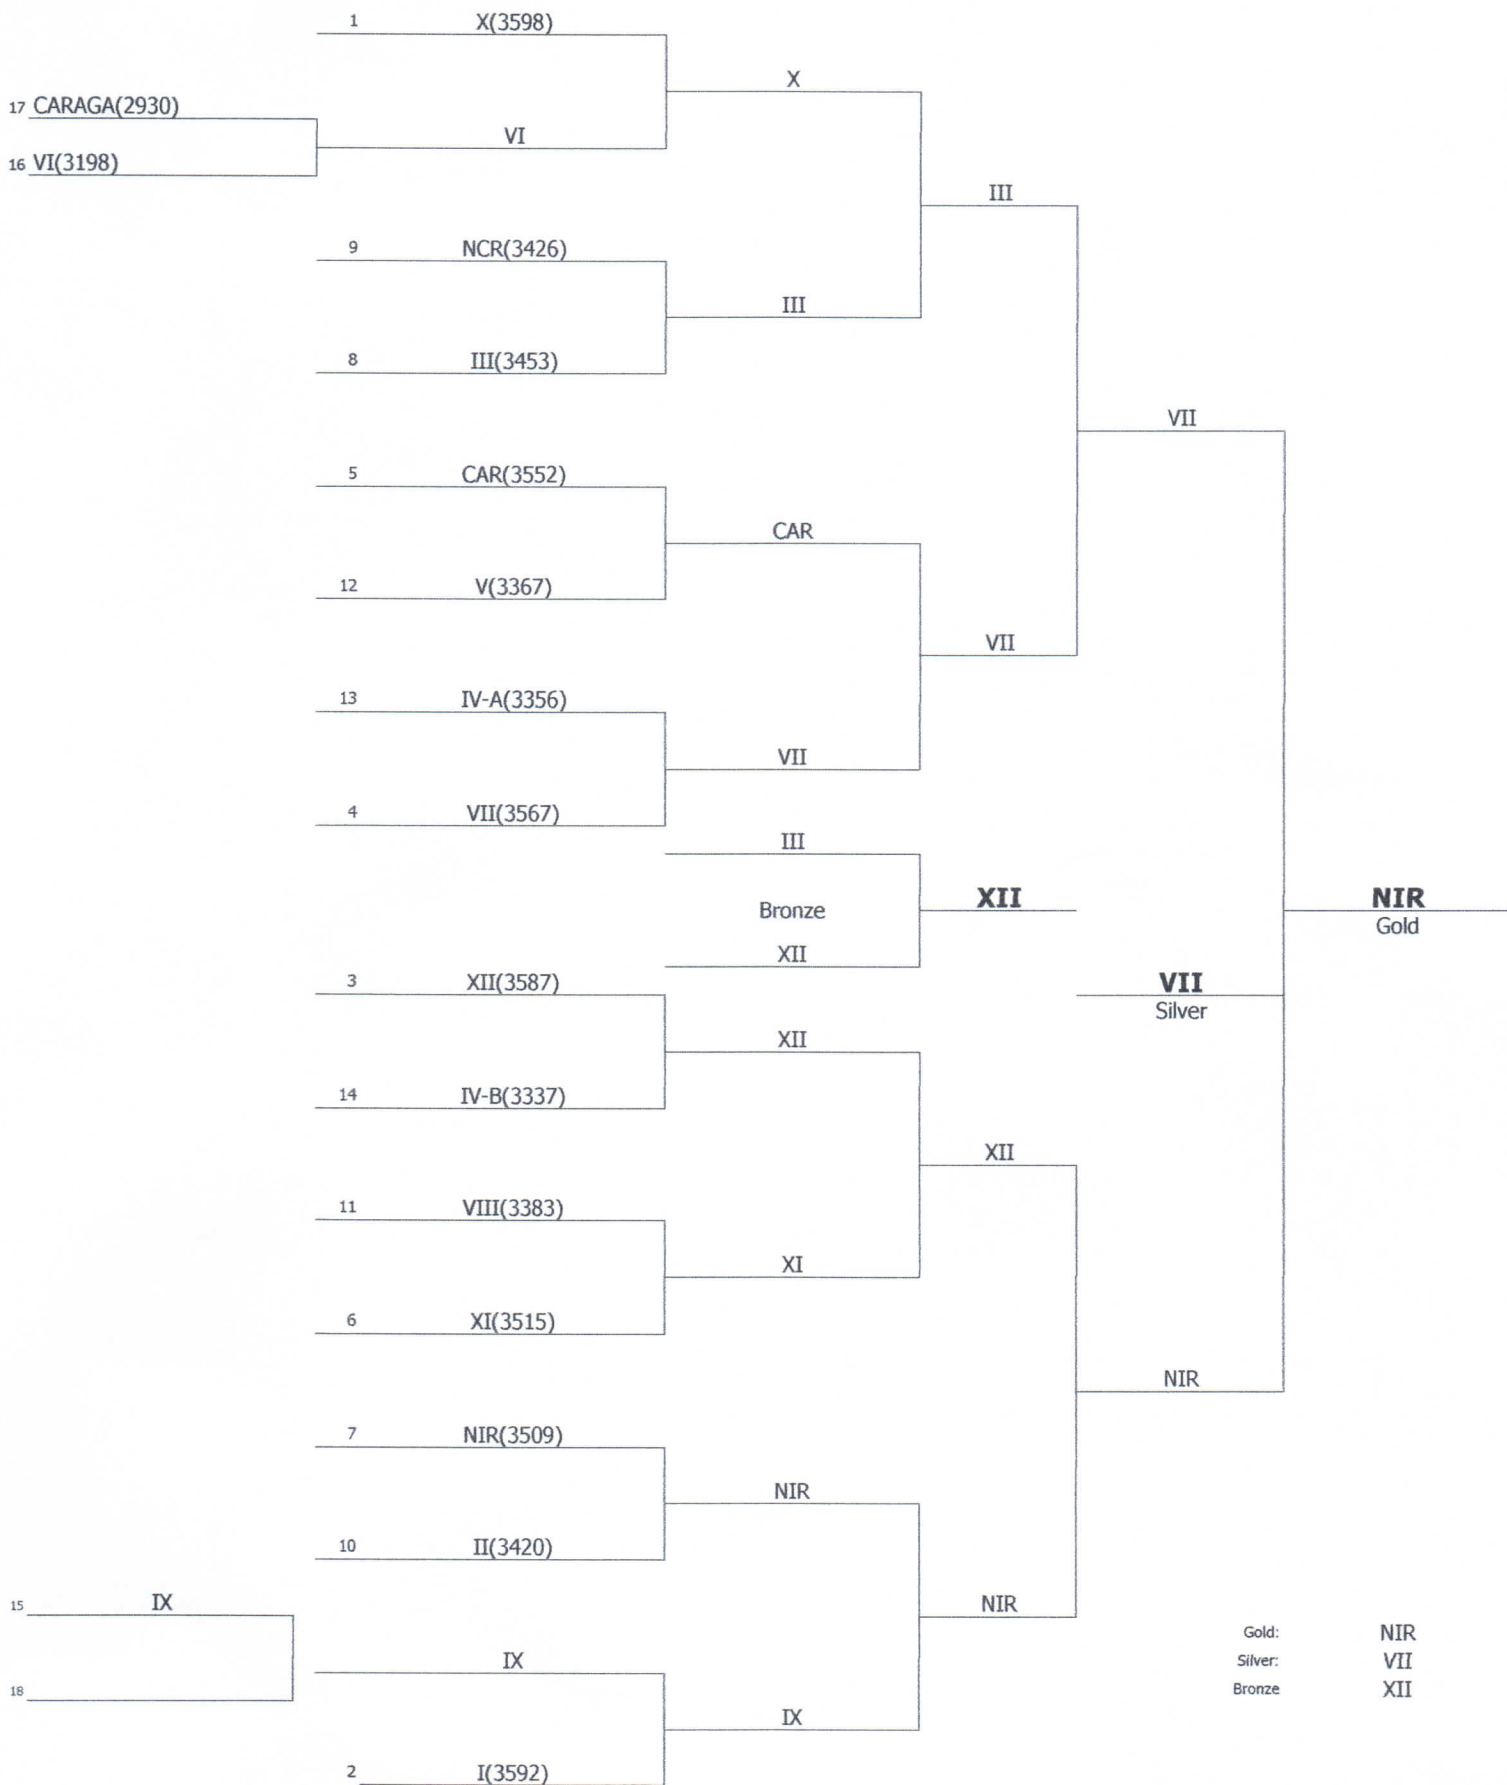 1 X(3598)
X
17 CARAGA(2930)
VI
16 VI(3198)
III
9 NCR(3426)
III
8 III(3453)
VII
5 CAR(3552)
CAR
12 V(3367)
VII
13 IV-A(3356)
VII
4 VII(3567)
III
XII
NIR
Bronze
Gold
XII
3 XII(3587)
VII
Silver
XII
14 IV-B(3337)
XII
11 VIII(3383)
XI
6 XI(3515)
NIR
7 NIR(3509)
NIR
10 II(3420)
15 IX
NIR
Gold: NIR
IX
Silver: VII
18
Bronze XII
IX
2 I(3592)